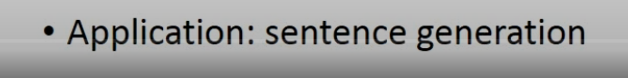 • Application: sentence generation